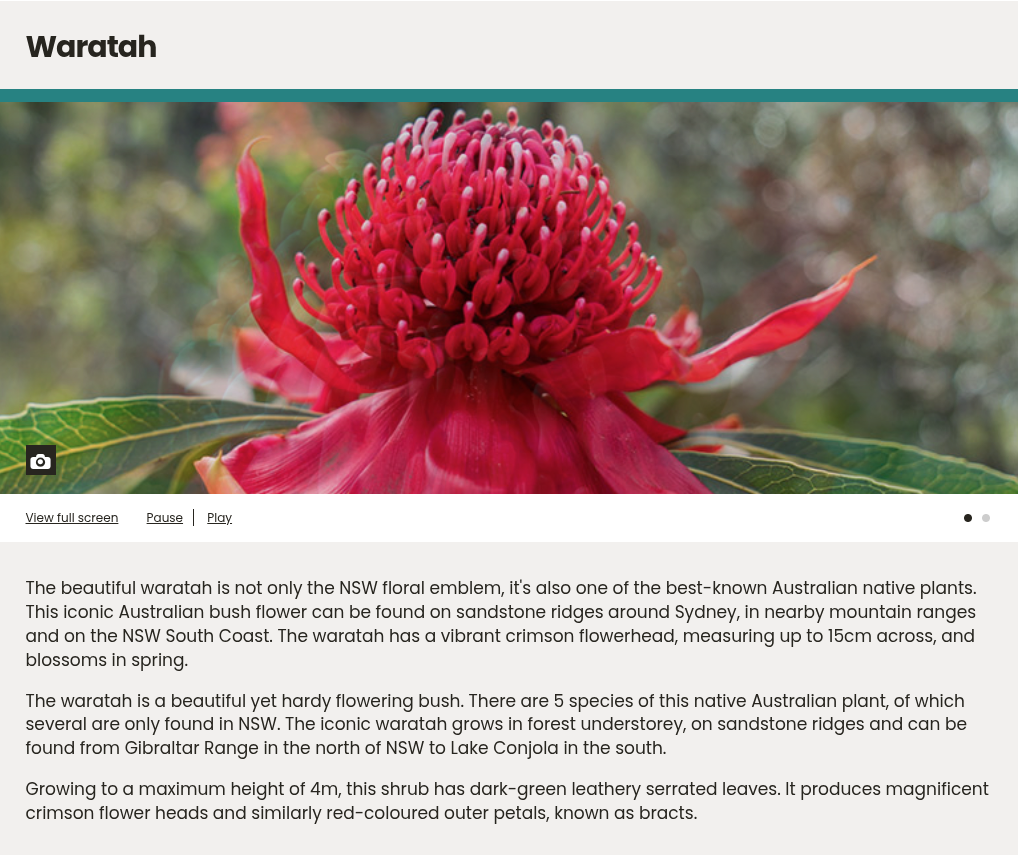 Waratah
View full screen Pause Play
The beautiful waratah is not only the NSW floral emblem, it's also one of the best-known Australian native plants.
This iconic Australian bush flower can be found on sandstone ridges around Sydney, in nearby mountain ranges
and on the NSW South Coast. The waratah has a vibrant crimson flowerhead, measuring up to 15cm across, and
blossoms in spring.
The waratah is a beautiful yet hardy flowering bush. There are 5 species of this native Australian plant, of which
several are only found in NSW. The iconic waratah grows in forest understorey, on sandstone ridges and can be
found from Gibraltar Range in the north of NSW to Lake Conjola in the south.
Growing to a maximum height of 4m, this shrub has dark-green leathery serrated leaves. It produces magnificent
crimson flower heads and similarly red-coloured outer petals, known as bracts.